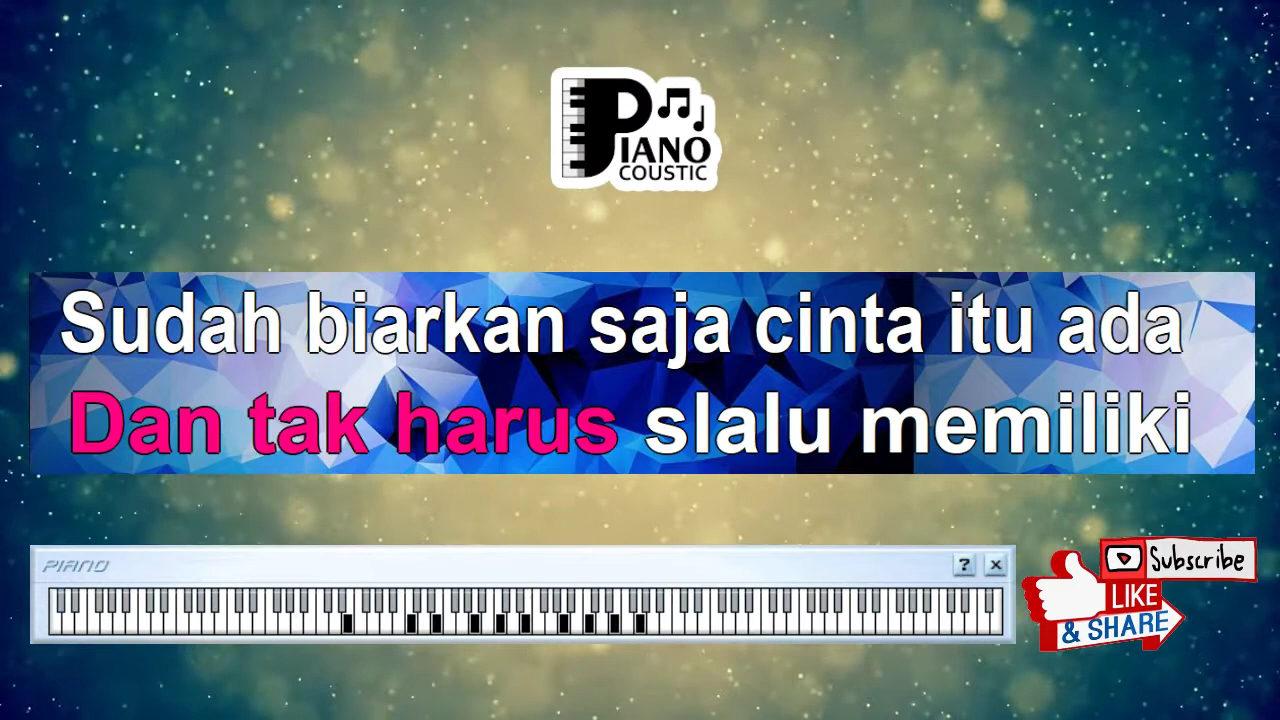 PIANO
COUSTIC
Sudah biarkan saja cinta itu ada
Dan tak harus slalu memiliki
PIANO
?
×
Subscribe
LIKE
& SHARE